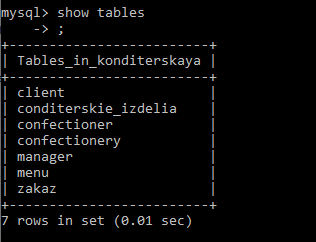 mysql> show tables
    -> ;
+--------------------------+
| Tables_in_konditerskaya |
+--------------------------+
| client                   |
| conditerskie_izdelia     |
| confectioner             |
| confectionery            |
| manager                  |
| menu                     |
| zakaz                    |
+--------------------------+
7 rows in set (0.01 sec)